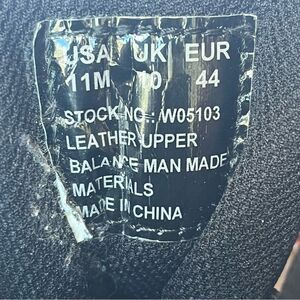 USA UK EUR
11M 10 44
STOCK NO.: W05103
LEATHER UPPER
BALANCE MAN MADE
MATERIALS
MADE IN CHINA